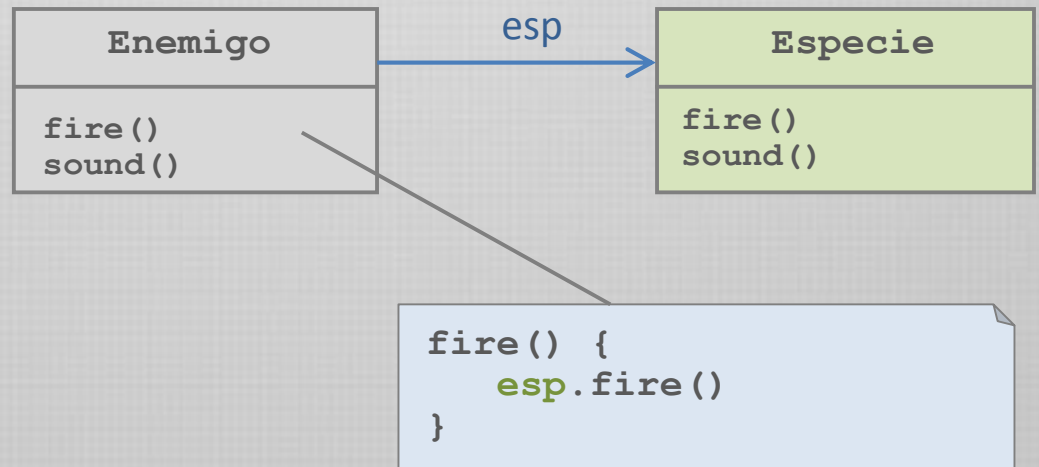 Enemigo
fire()
sound()
esp
Especie
fire()
sound()
fire() {
esp.fire()
}